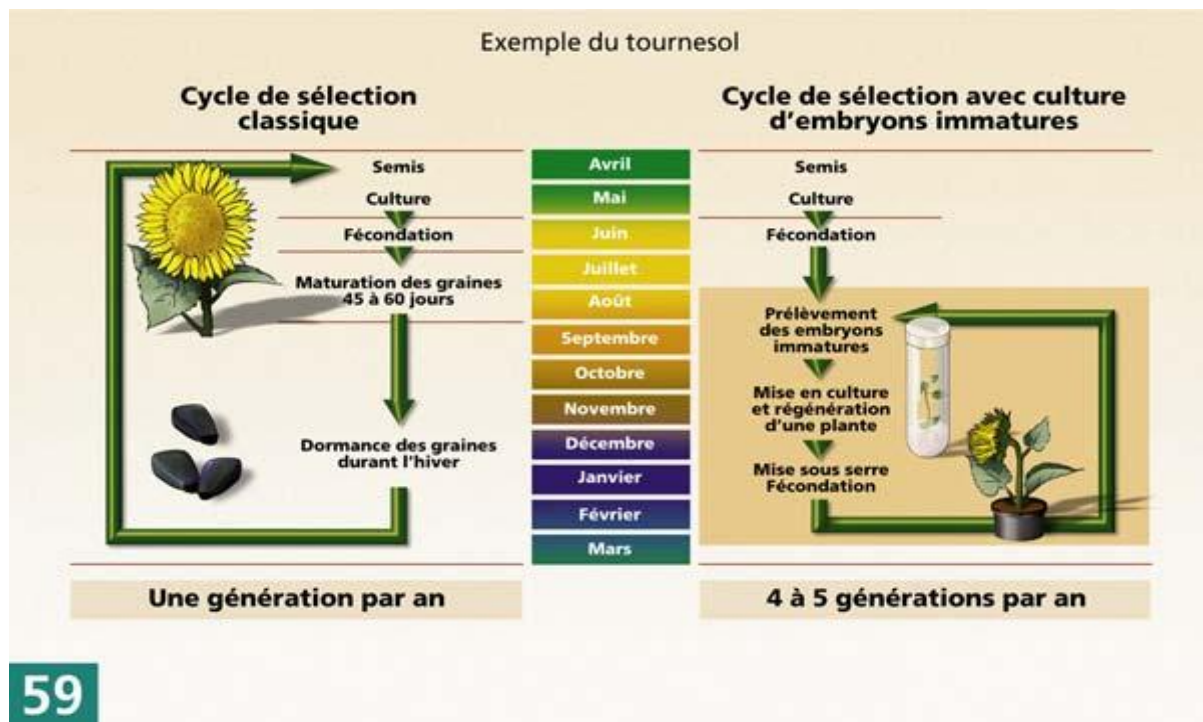 Exemple du tournesol
Cycle de sélection
classique
Semis
Culture
Fécondation
Maturation des graines
45 à 60 jours
Dormance des graines
durant l'hiver
Une génération par an
Avril
Mai
Juin
Juillet
Août
Septembre
Octobre
Novembre
Décembre
Janvier
Février
Mars
Cycle de sélection avec culture
d'embryons immatures
Semis
Culture
Fécondation
Prélèvement
des embryons
immatures
Mise en culture
et régénération
d'une plante
Mise sous serre
Fécondation
4 à 5 générations par an
59